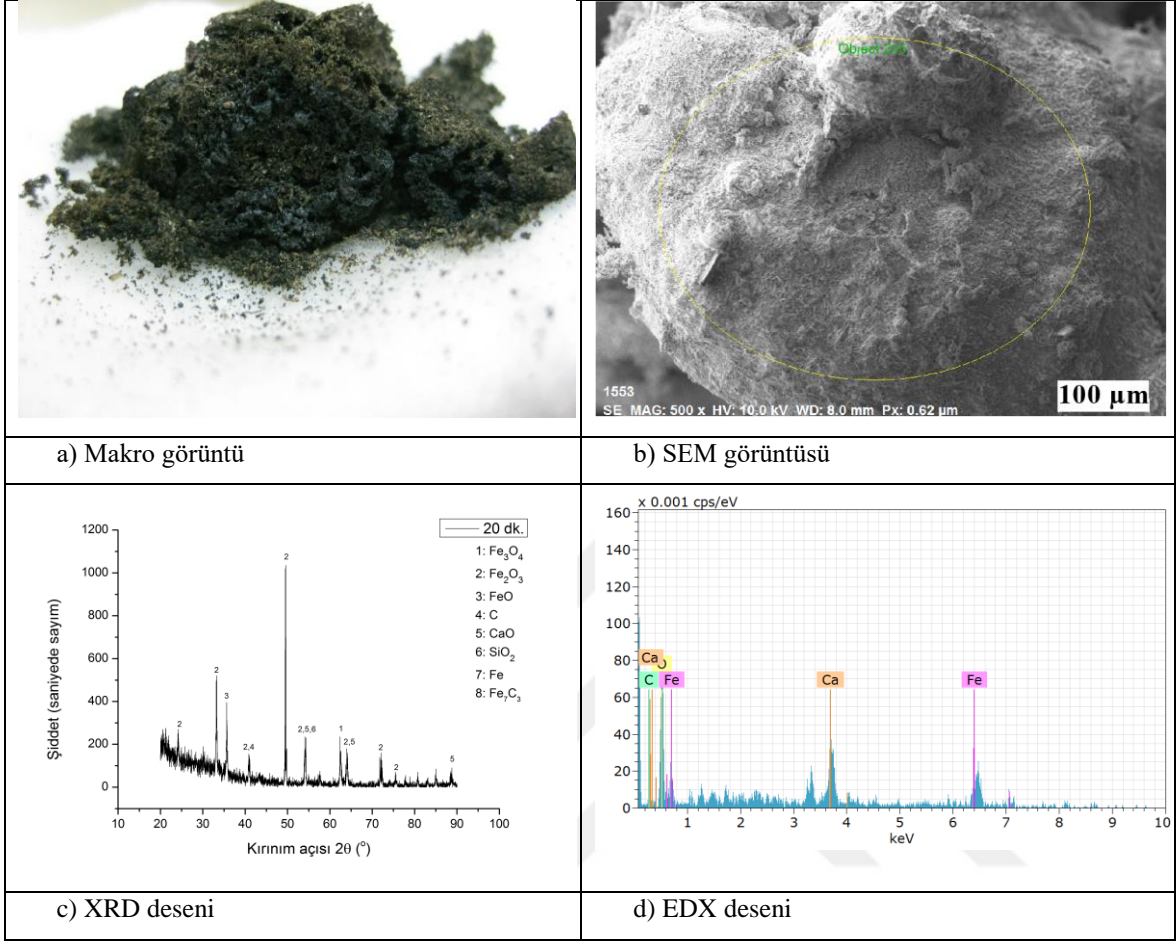 1553
SE MAG: 500 x HV: 10.0 kV WD: 8.0 mm Px: 0.62 µm
100 µm
a) Makro görüntü
b) SEM görüntüsü
Şiddet (saniyede sayım)
1200
1000
800
600
400
200
0
2
2
3
2,4
2
2,5,6
1
2,5
2
2
5
20 dk.
1: Fe₃O₄
2: Fe₂O₃
3: FeO
4: C
5: CaO
6: SiO₂
7: Fe
8: Fe₇C₃
10 20 30 40 50 60 70 80 90 100
Kırınım açısı 2θ (°)
x 0.001 cps/eV
160
140
120
100
80
60
40
20
0
Ca O
C Fe
Ca
Fe
1 2 3 4 5 6 7 8 9 10
keV
c) XRD deseni
d) EDX deseni